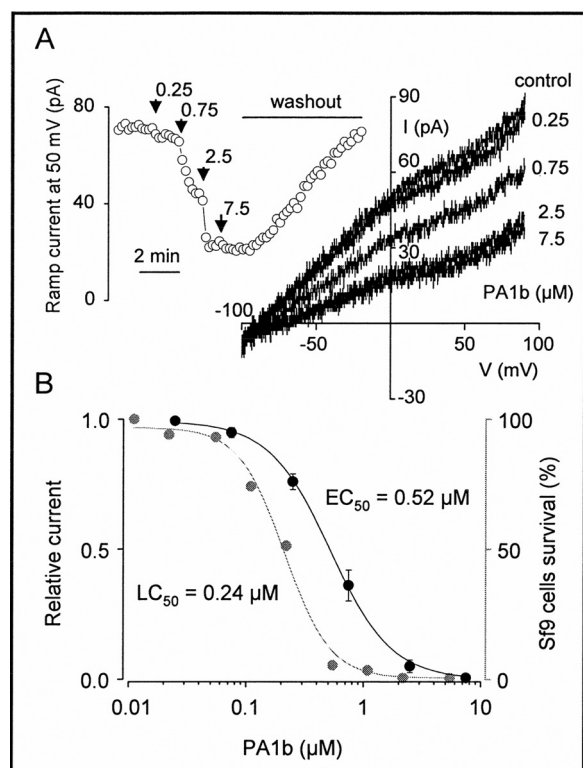 A
Ramp current at 50 mV (pA)
80
40
0
0.25
0.75
2.5
7.5
2 min
washout
90
I (pA)
60
30
-30
-100
-50
50
100
V (mV)
control
0.25
0.75
2.5
7.5
PA1b (µM)
B
Relative current
1.0
0.5
0.0
EC50 = 0.52 µM
LC50 = 0.24 µM
100
50
0
Sf9 cells survival (%)
0.01
0.1
1
10
PA1b (µM)